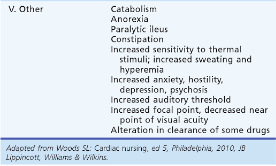 V. Other Catabolism
Anorexia
Paralytic ileus
Constipation
Increased sensitivity to thermal
stimuli; increased sweating and
hyperemia
Increased anxiety, hostility,
depression, psychosis
Increased auditory threshold
Increased focal point, decreased near
point of visual acuity
Alteration in clearance of some drugs
Adapted from Woods SL: Cardiac nursing, ed 5, Philadelphia, 2010, JB
Lippincott, Williams & Wilkins.